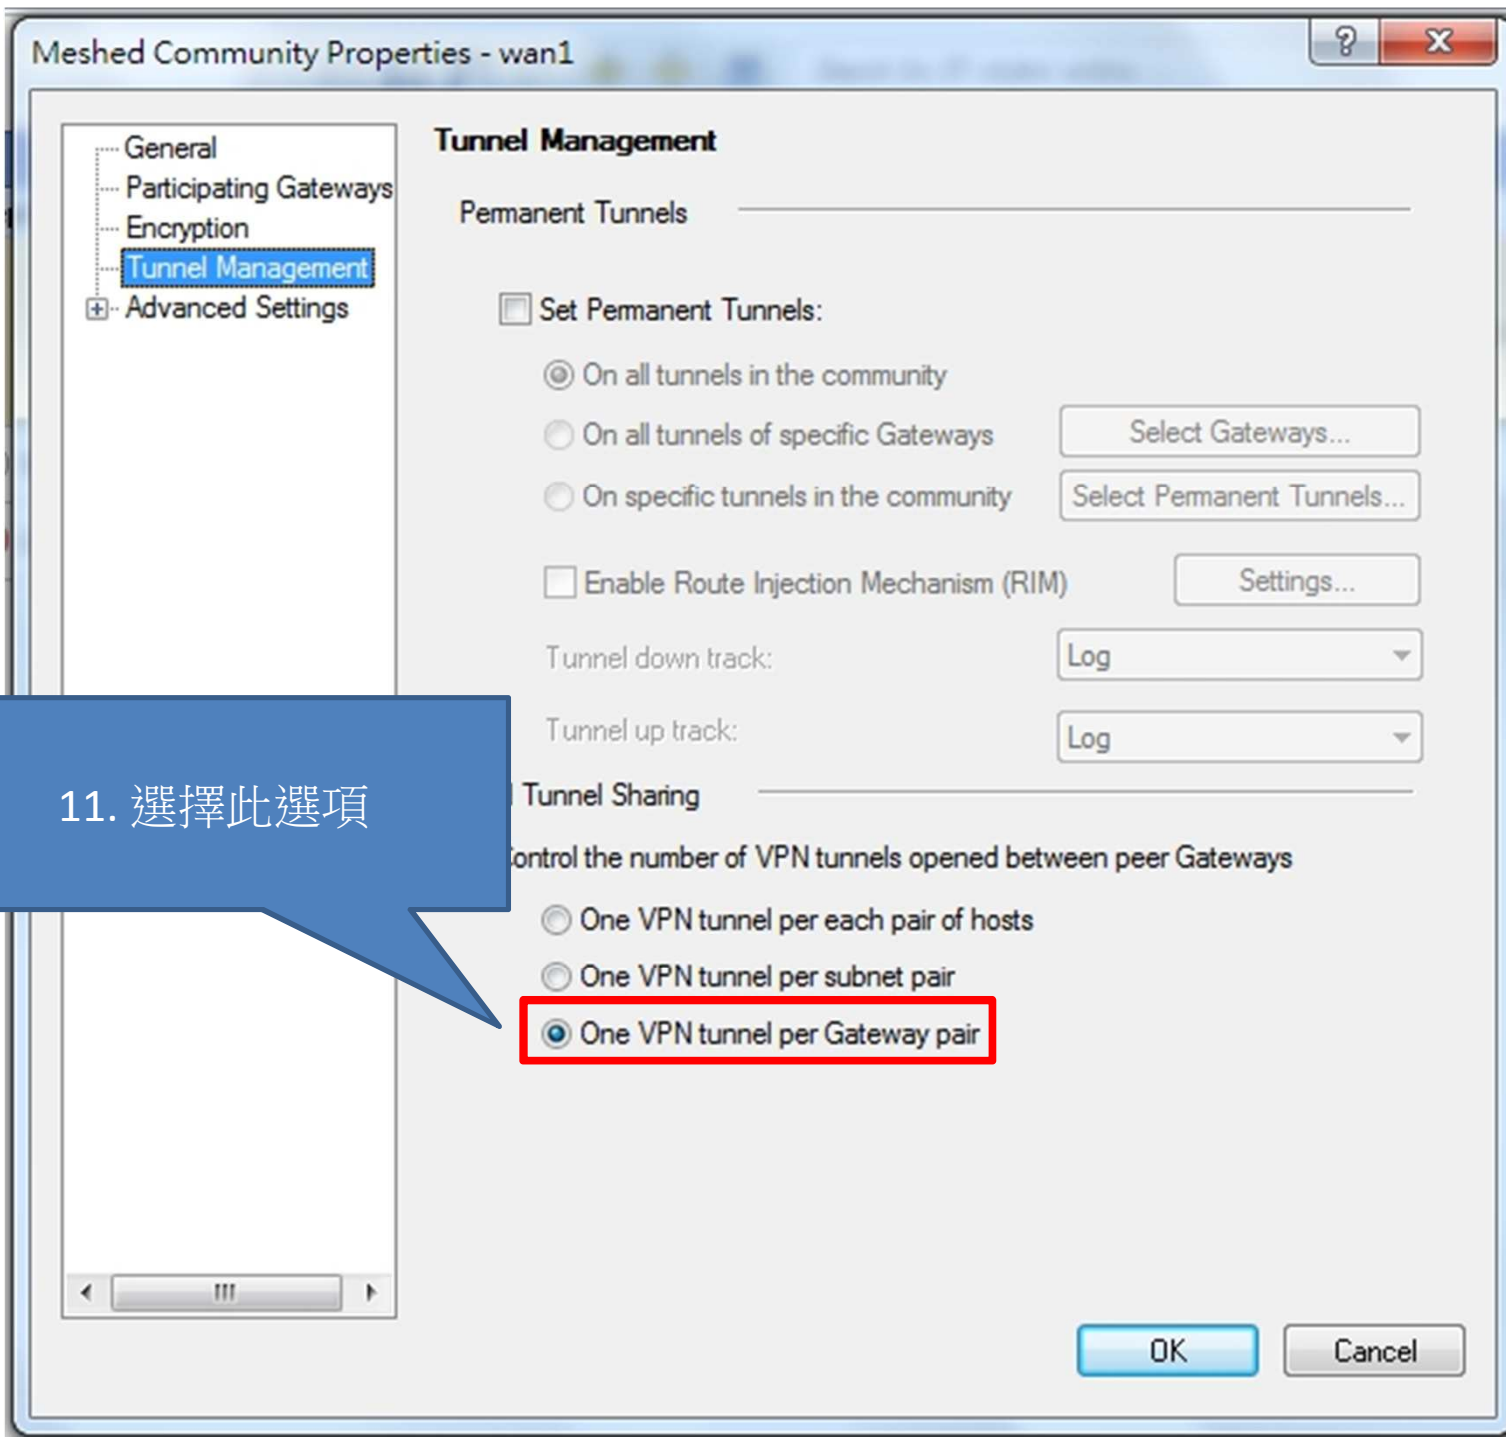 Meshed Community Properties - wan1
General
Participating Gateways
Encryption
Tunnel Management
Advanced Settings
Tunnel Management
Permanent Tunnels
Set Permanent Tunnels:
On all tunnels in the community
On all tunnels of specific Gateways
Select Gateways...
On specific tunnels in the community
Select Permanent Tunnels...
Enable Route Injection Mechanism (RIM)
Settings...
Tunnel down track:
Log
Tunnel up track:
Log
11. 選擇此選項
Tunnel Sharing
ontrol the number of VPN tunnels opened between peer Gateways
One VPN tunnel per each pair of hosts
One VPN tunnel per subnet pair
One VPN tunnel per Gateway pair
OK
Cancel